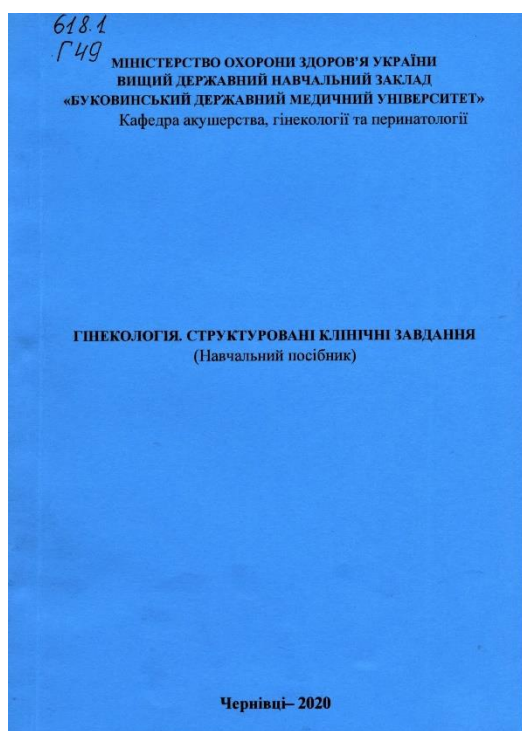 618.1
Г49
МІНІСТЕРСТВО ОХОРОНИ ЗДОРОВ'Я УКРАЇНИ
ВИЩИЙ ДЕРЖАВНИЙ НАВЧАЛЬНИЙ ЗАКЛАД
«БУКОВИНСЬКИЙ ДЕРЖАВНИЙ МЕДИЧНИЙ УНІВЕРСИТЕТ»
Кафедра акушерства, гінекології та перинатології
ГІНЕКОЛОГІЯ. СТРУКТУРОВАНІ КЛІНІЧНІ ЗАВДАННЯ
(Навчальний посібник)
Чернівці– 2020